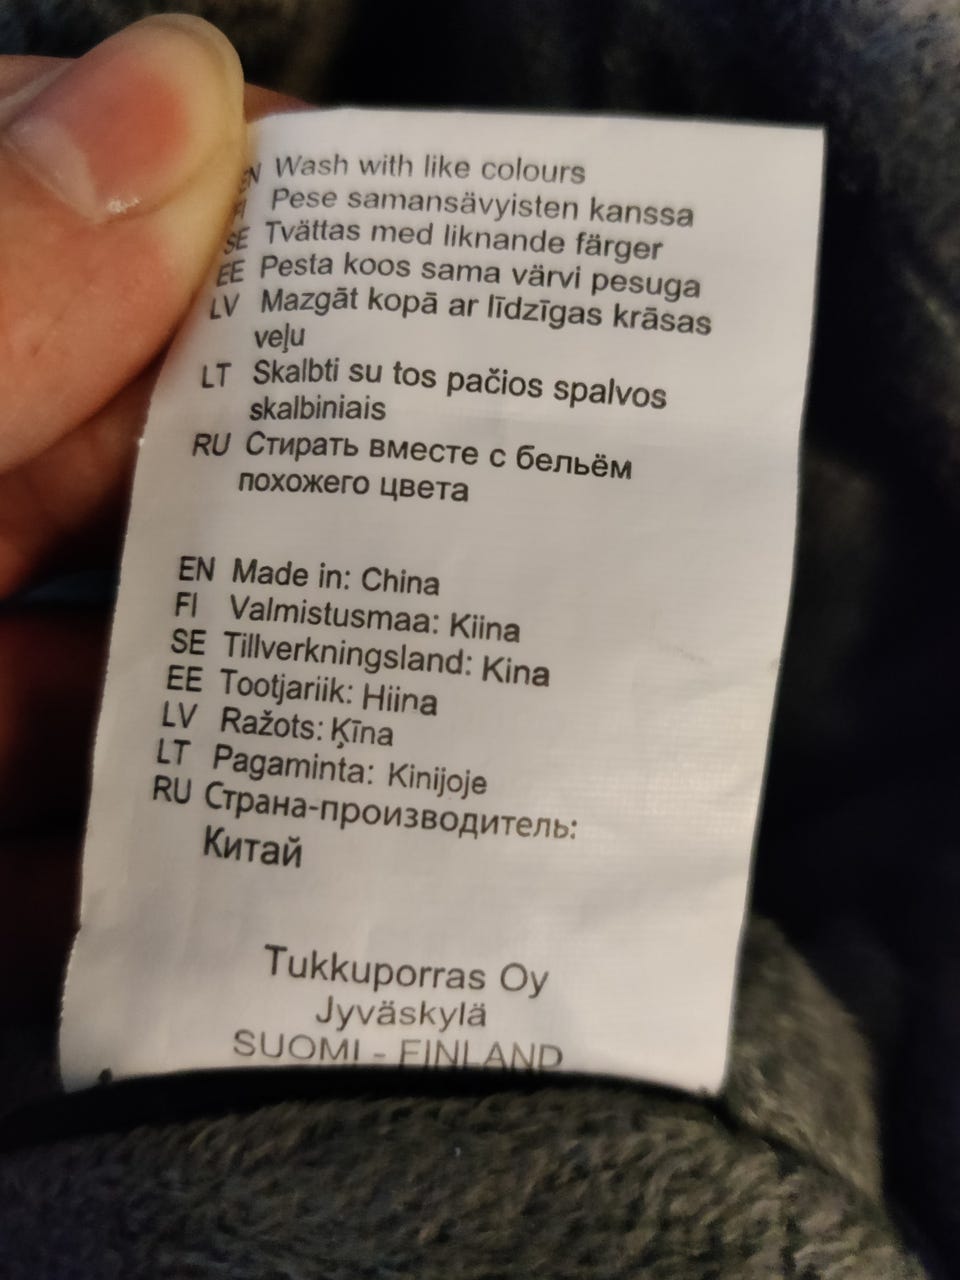 EN Wash with like colours
FI Pese samansävyisten kanssa
SE Tvättas med liknande färger
EE Pesta koos sama värvi pesuga
LV Mazgāt kopā ar līdzīgas krāsas
veļu
LT Skalbti su tos pačios spalvos
skalbiniais
RU Стирать вместе с бельём
похожего цвета
EN Made in: China
FI Valmistusmaa: Kiina
SE Tillverkningsland: Kina
EE Tootjariik: Hiina
LV Ražots: Ķīna
LT Pagaminta: Kinijoje
RU Страна-производитель:
Китай
Tukkuporras Oy
Jyväskylä
SUOMI - FINLAND